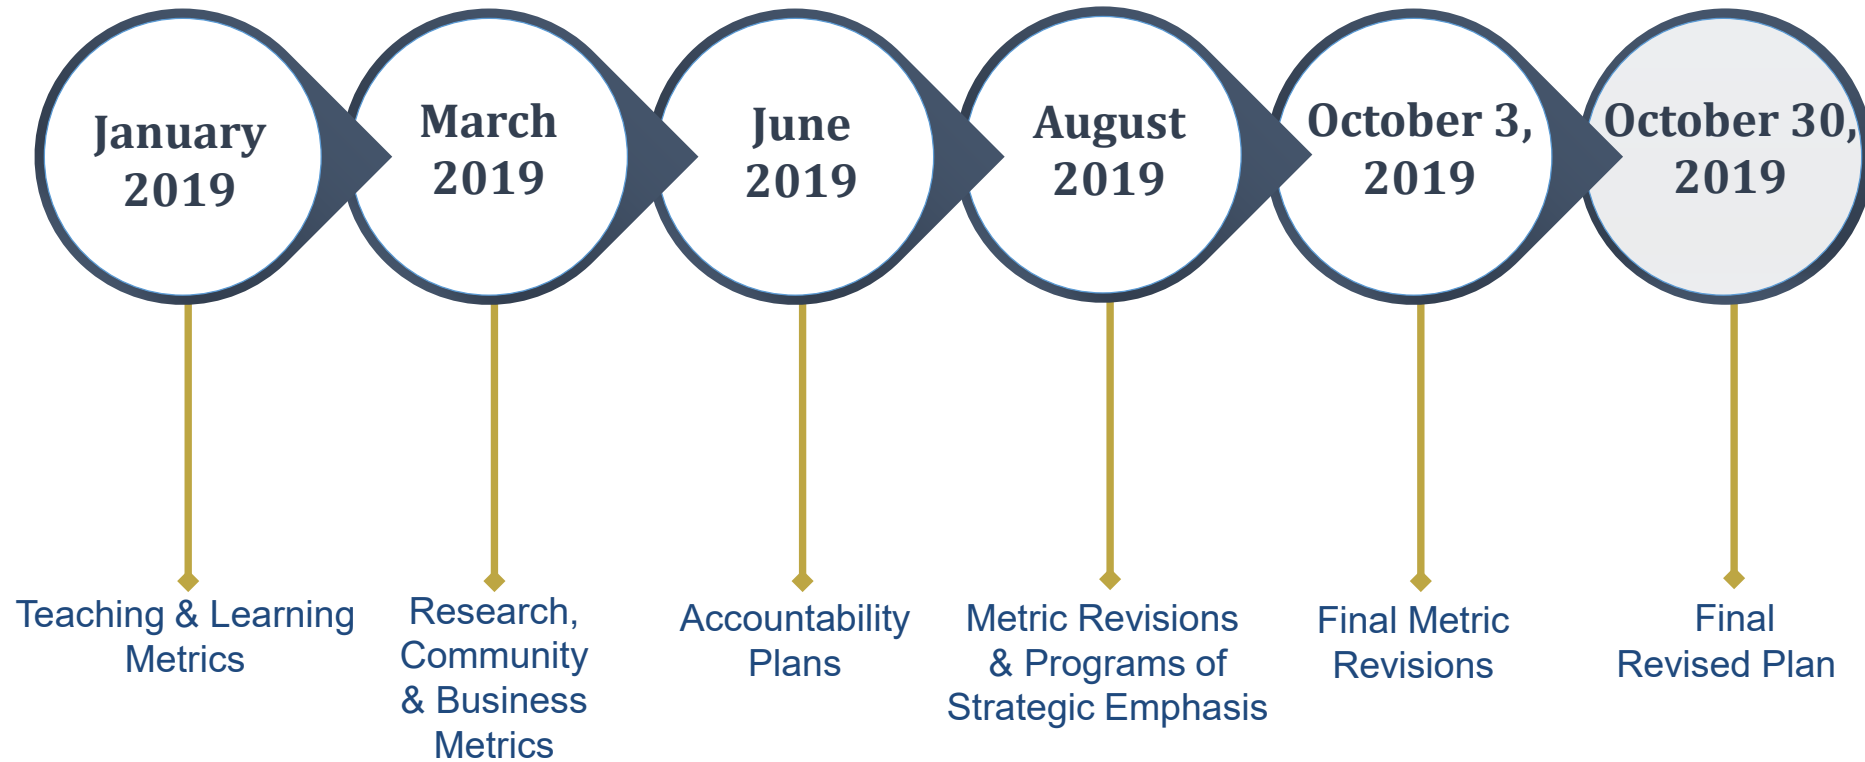 January
2019
March
2019
June
2019
August
2019
October 3,
2019
October 30,
2019
Teaching & Learning
Metrics
Research,
Community
& Business
Metrics
Accountability
Plans
Metric Revisions
& Programs of
Strategic Emphasis
Final Metric
Revisions
Final
Revised Plan